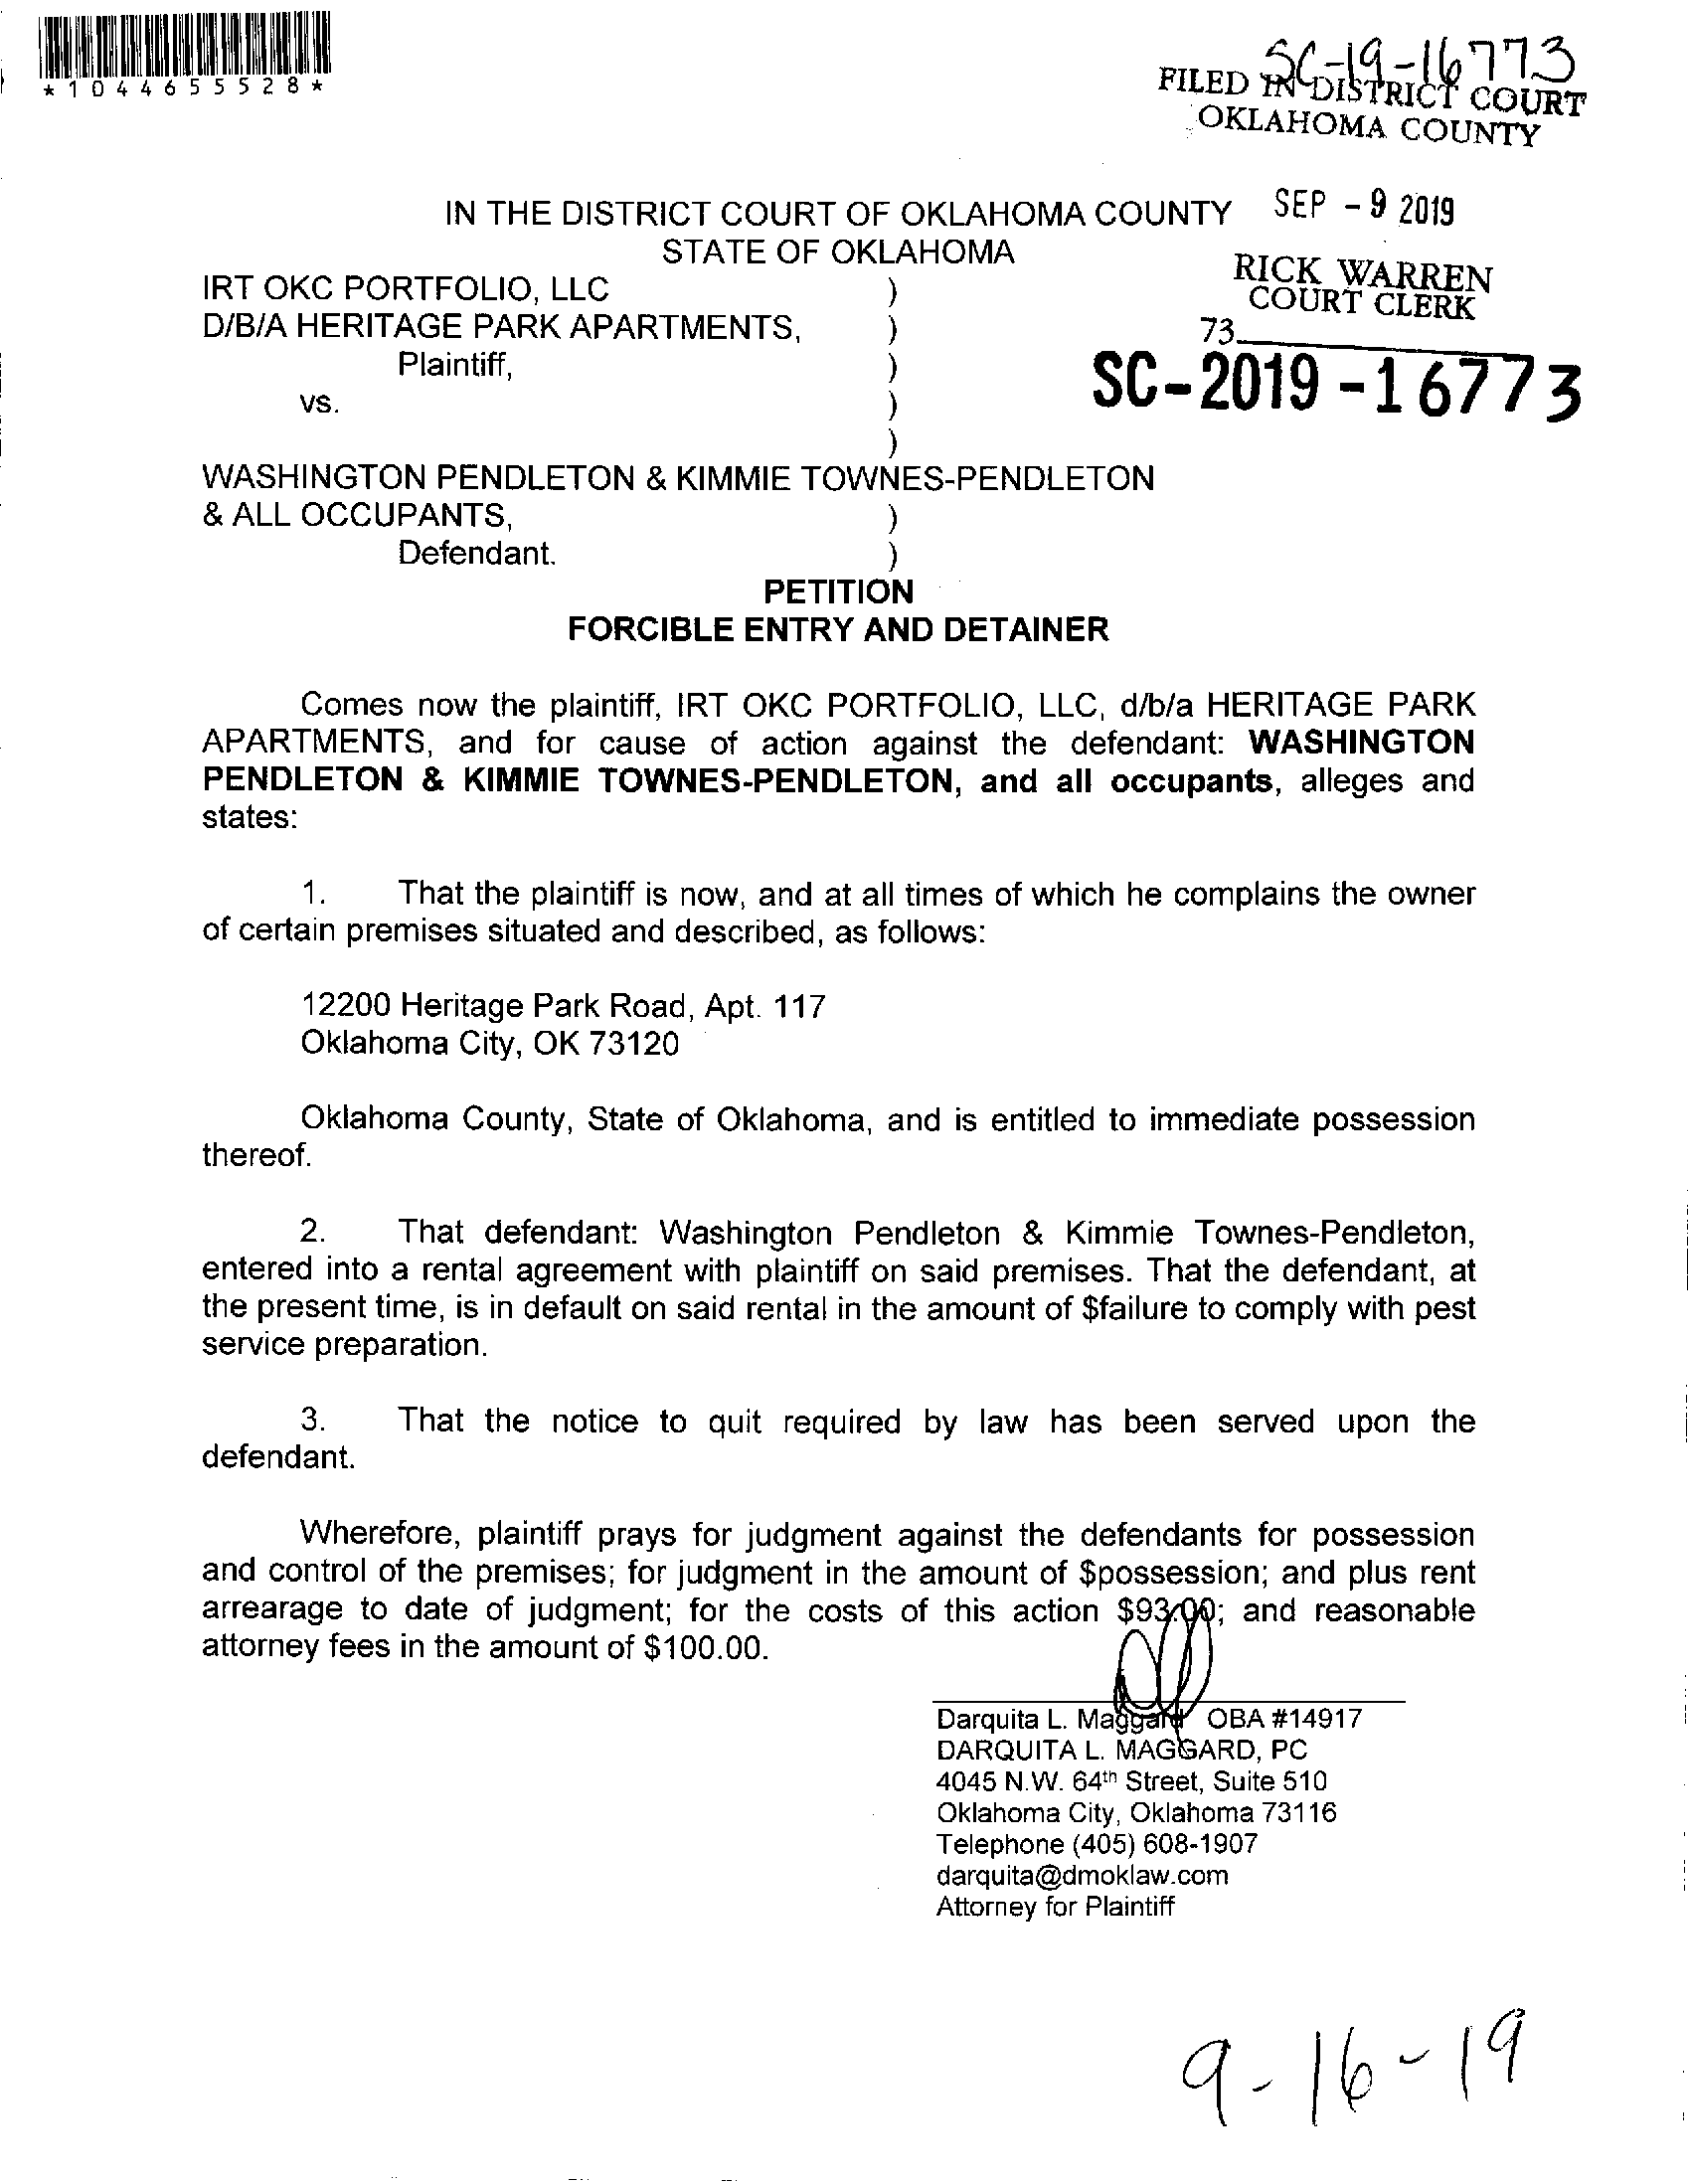 *1044655528*
SC-19-16773
FILED IN DISTRICT COURT
OKLAHOMA COUNTY
IN THE DISTRICT COURT OF OKLAHOMA COUNTY SEP - 9 2019
STATE OF OKLAHOMA
IRT OKC PORTFOLIO, LLC )
RICK WARREN
COURT CLERK
D/B/A HERITAGE PARK APARTMENTS, )
73
Plaintiff, )
SC-2019-16773
vs. )
)
WASHINGTON PENDLETON & KIMMIE TOWNES-PENDLETON
& ALL OCCUPANTS, )
Defendant. )
PETITION
FORCIBLE ENTRY AND DETAINER
Comes now the plaintiff, IRT OKC PORTFOLIO, LLC, d/b/a HERITAGE PARK
APARTMENTS, and for cause of action against the defendant: WASHINGTON
PENDLETON & KIMMIE TOWNES-PENDLETON, and all occupants, alleges and
states:
1. That the plaintiff is now, and at all times of which he complains the owner
of certain premises situated and described, as follows:
12200 Heritage Park Road, Apt. 117
Oklahoma City, OK 73120
Oklahoma County, State of Oklahoma, and is entitled to immediate possession
thereof.
2. That defendant: Washington Pendleton & Kimmie Townes-Pendleton,
entered into a rental agreement with plaintiff on said premises. That the defendant, at
the present time, is in default on said rental in the amount of $failure to comply with pest
service preparation.
3. That the notice to quit required by law has been served upon the
defendant.
Wherefore, plaintiff prays for judgment against the defendants for possession
and control of the premises; for judgment in the amount of $possession; and plus rent
arrearage to date of judgment; for the costs of this action $93.00; and reasonable
attorney fees in the amount of $100.00.
Darquita L. Maggard OBA #14917
DARQUITA L. MAGGARD, PC
4045 N.W. 64th Street, Suite 510
Oklahoma City, Oklahoma 73116
Telephone (405) 608-1907
darquita@dmoklaw.com
Attorney for Plaintiff
9-16-19